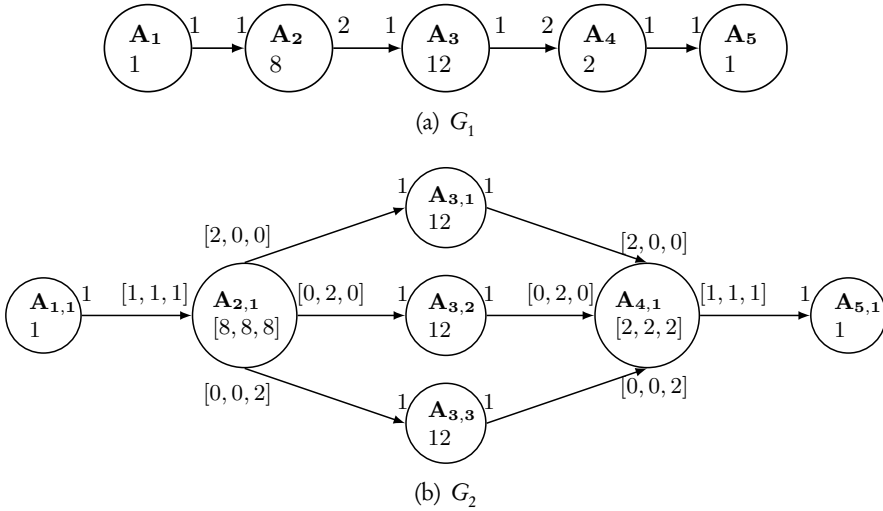 A₁ 1 1 A₂ 2 1 A₃ 1 2 A₄ 1 1 A₅
1 8 12 2 1
(a) G₁
1 A₃,₁ 1
12
[2, 0, 0] [2, 0, 0]
A₁,₁ 1 [1, 1, 1] A₂,₁ [0, 2, 0] 1 A₃,₂ 1 [0, 2, 0] A₄,₁ [1, 1, 1] 1 A₅,₁
1 [8, 8, 8] 12 [2, 2, 2] 1
[0, 0, 2] [0, 0, 2]
1 A₃,₃ 1
12
(b) G₂